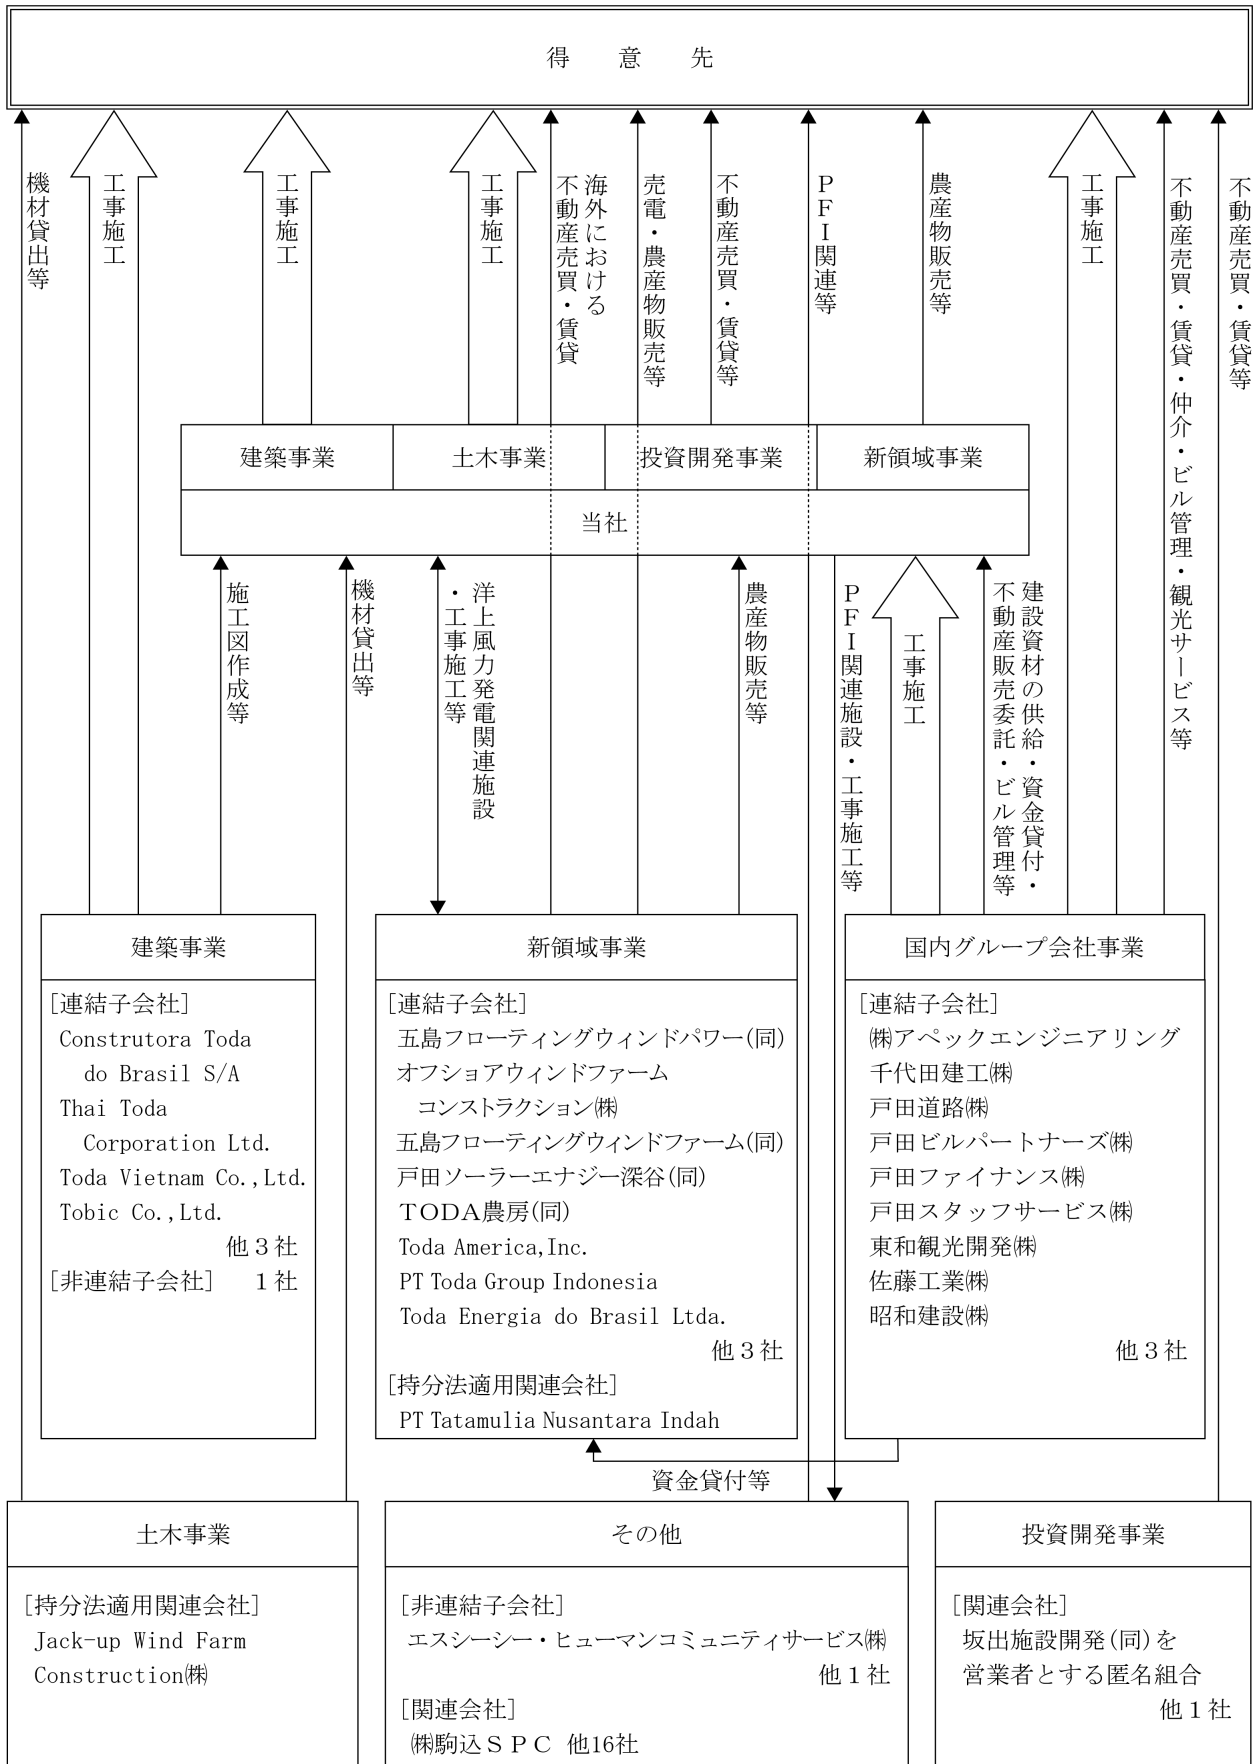 得意先
機材貸出等
工事施工
工事施工
工事施工
海外における
不動産売買・賃貸
売電・農産物販売等
不動産売買・賃貸等
ＰＦＩ関連等
農産物販売等
工事施工
不動産売買・賃貸・仲介・ビル管理・観光サービス等
不動産売買・賃貸等
建築事業
土木事業
投資開発事業
新領域事業
当社
施工図作成等
機材貸出等
洋上風力発電関連施設
・工事施工等
農産物販売等
ＰＦＩ関連施設・工事施工等
工事施工
建設資材の供給・資金貸付・
不動産販売委託・ビル管理等
建築事業
[連結子会社]
Construtora Toda
do Brasil S/A
Thai Toda
Corporation Ltd.
Toda Vietnam Co.,Ltd.
Tobic Co.,Ltd.
他３社
[非連結子会社]　１社
新領域事業
[連結子会社]
五島フローティングウィンドパワー(同)
オフショアウィンドファーム
コンストラクション㈱
五島フローティングウィンドファーム(同)
戸田ソーラーエナジー深谷(同)
ＴＯＤＡ農房(同)
Toda America,Inc.
PT Toda Group Indonesia
Toda Energia do Brasil Ltda.
他３社
[持分法適用関連会社]
PT Tatamulia Nusantara Indah
国内グループ会社事業
[連結子会社]
㈱アペックエンジニアリング
千代田建工㈱
戸田道路㈱
戸田ビルパートナーズ㈱
戸田ファイナンス㈱
戸田スタッフサービス㈱
東和観光開発㈱
佐藤工業㈱
昭和建設㈱
他３社
資金貸付等
土木事業
[持分法適用関連会社]
Jack-up Wind Farm
Construction㈱
その他
[非連結子会社]
エスシーシー・ヒューマンコミュニティサービス㈱
他１社
[関連会社]
㈱駒込ＳＰＣ 他16社
投資開発事業
[関連会社]
坂出施設開発(同)を
営業者とする匿名組合
他１社